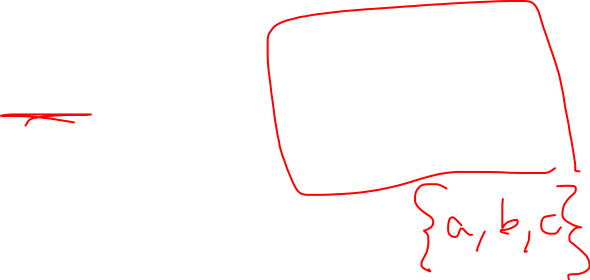 {a, b, c}